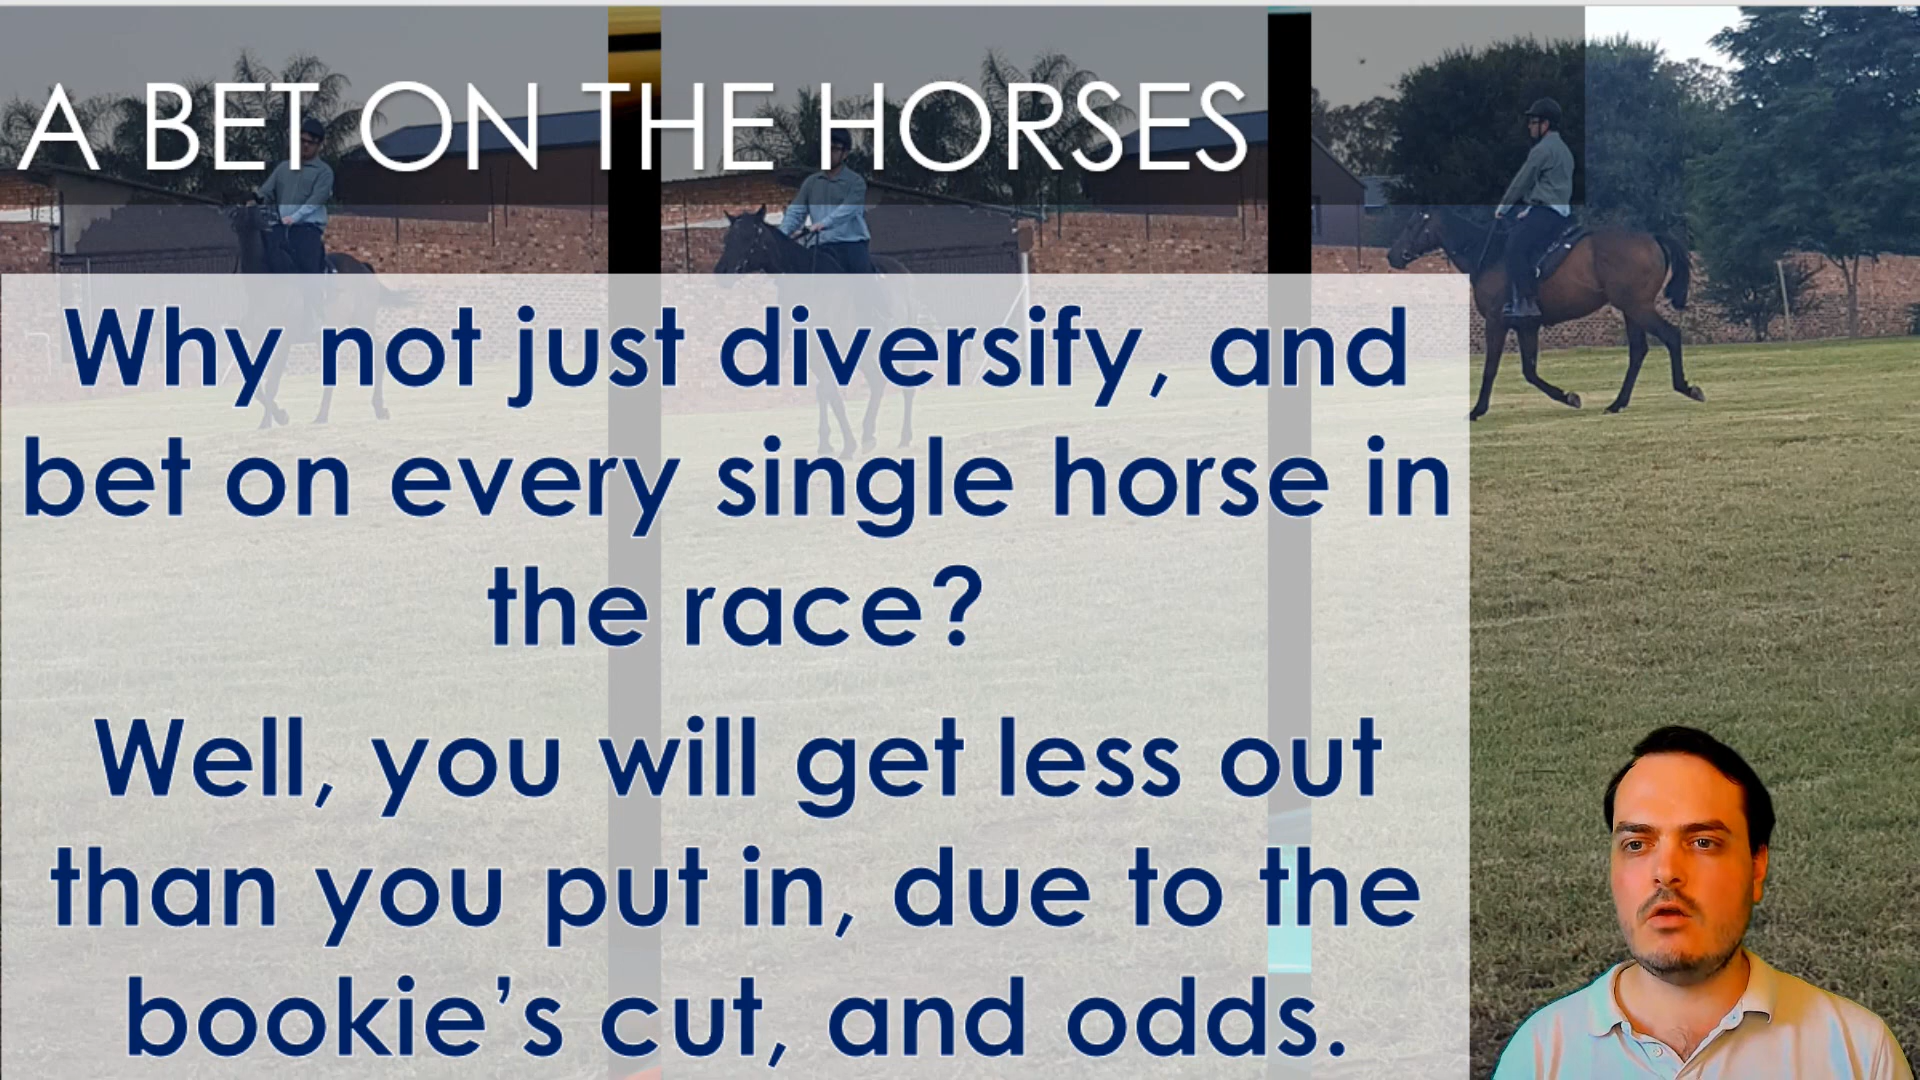 A BET ON THE HORSES
Why not just diversify, and
bet on every single horse in
the race?
Well, you will get less out
than you put in, due to the
bookie’s cut, and odds.